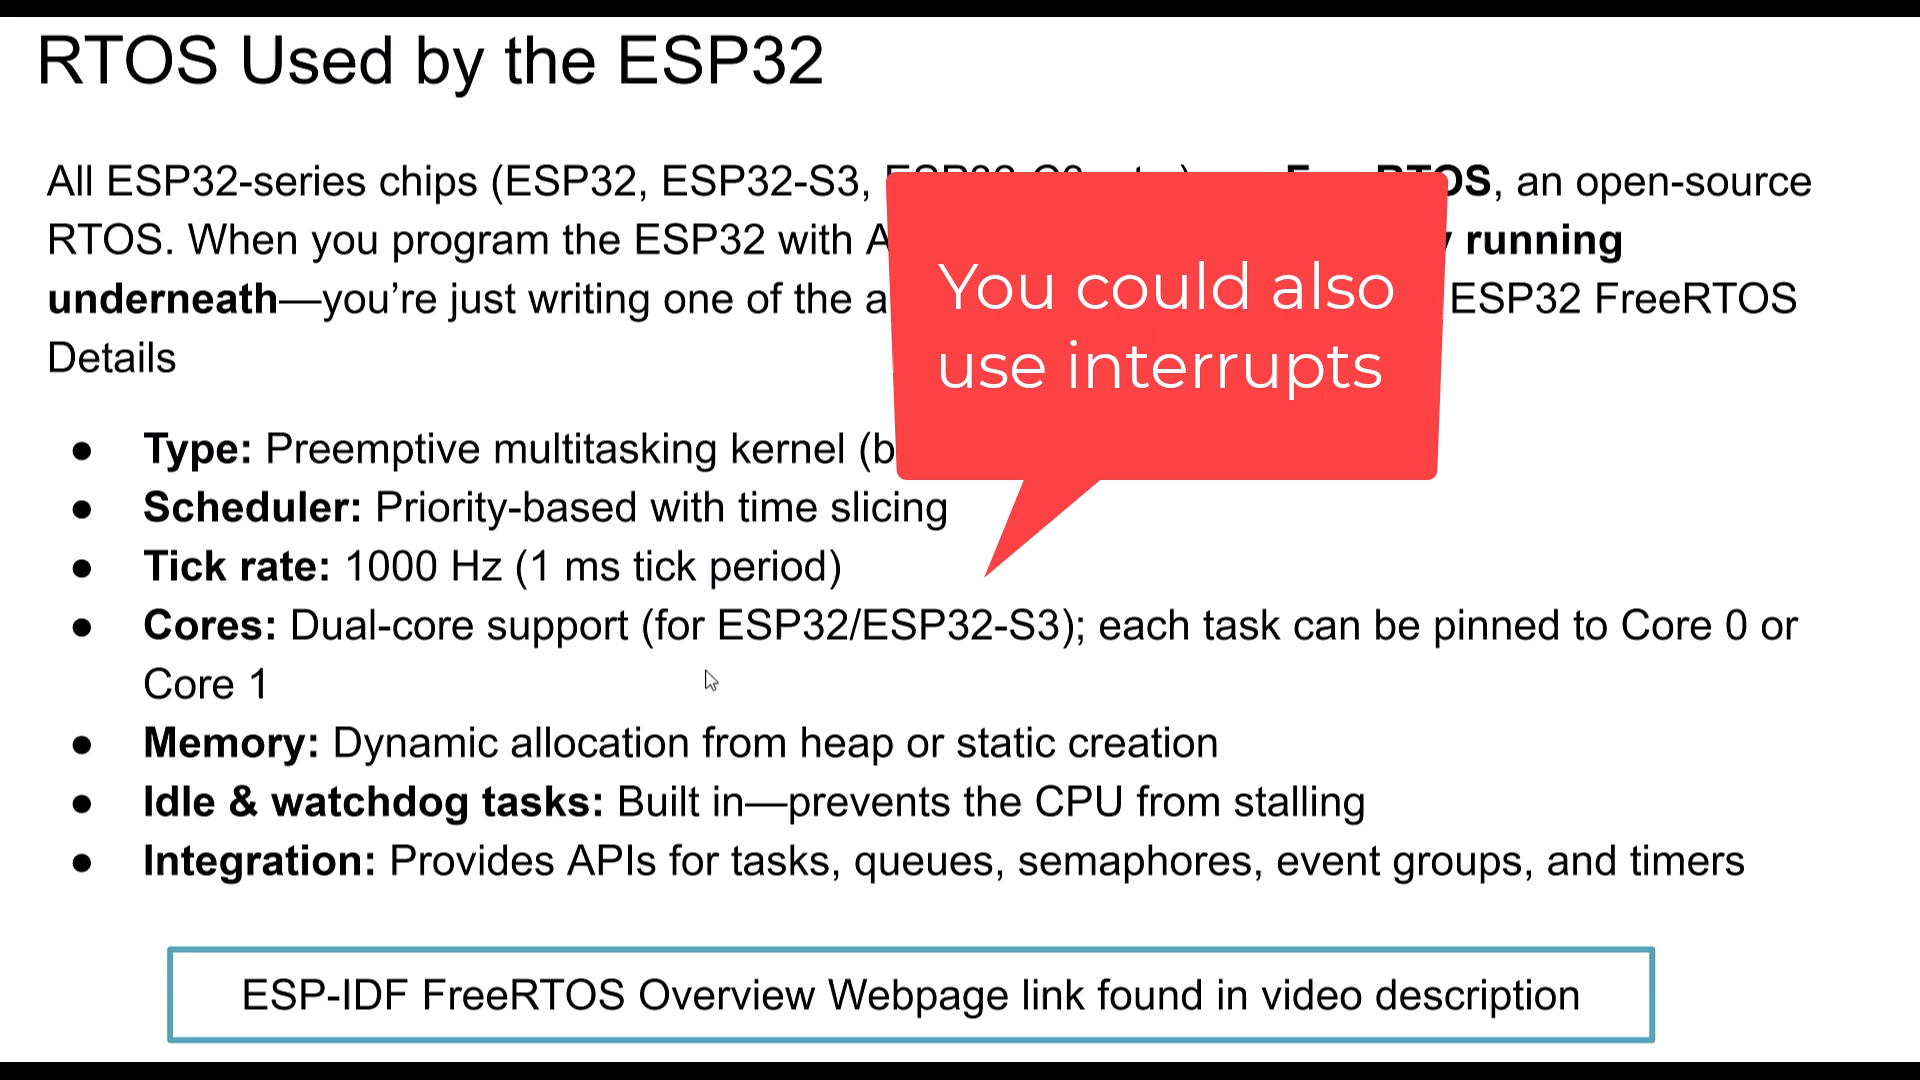 RTOS Used by the ESP32
All ESP32-series chips (ESP32, ESP32-S3, OS, an open-source
RTOS. When you program the ESP32 with A running
underneath—you’re just writing one of the a ESP32 FreeRTOS
Details
You could also
use interrupts
● Type: Preemptive multitasking kernel (b
● Scheduler: Priority-based with time slicing
● Tick rate: 1000 Hz (1 ms tick period)
● Cores: Dual-core support (for ESP32/ESP32-S3); each task can be pinned to Core 0 or
Core 1
● Memory: Dynamic allocation from heap or static creation
● Idle & watchdog tasks: Built in—prevents the CPU from stalling
● Integration: Provides APIs for tasks, queues, semaphores, event groups, and timers
ESP-IDF FreeRTOS Overview Webpage link found in video description